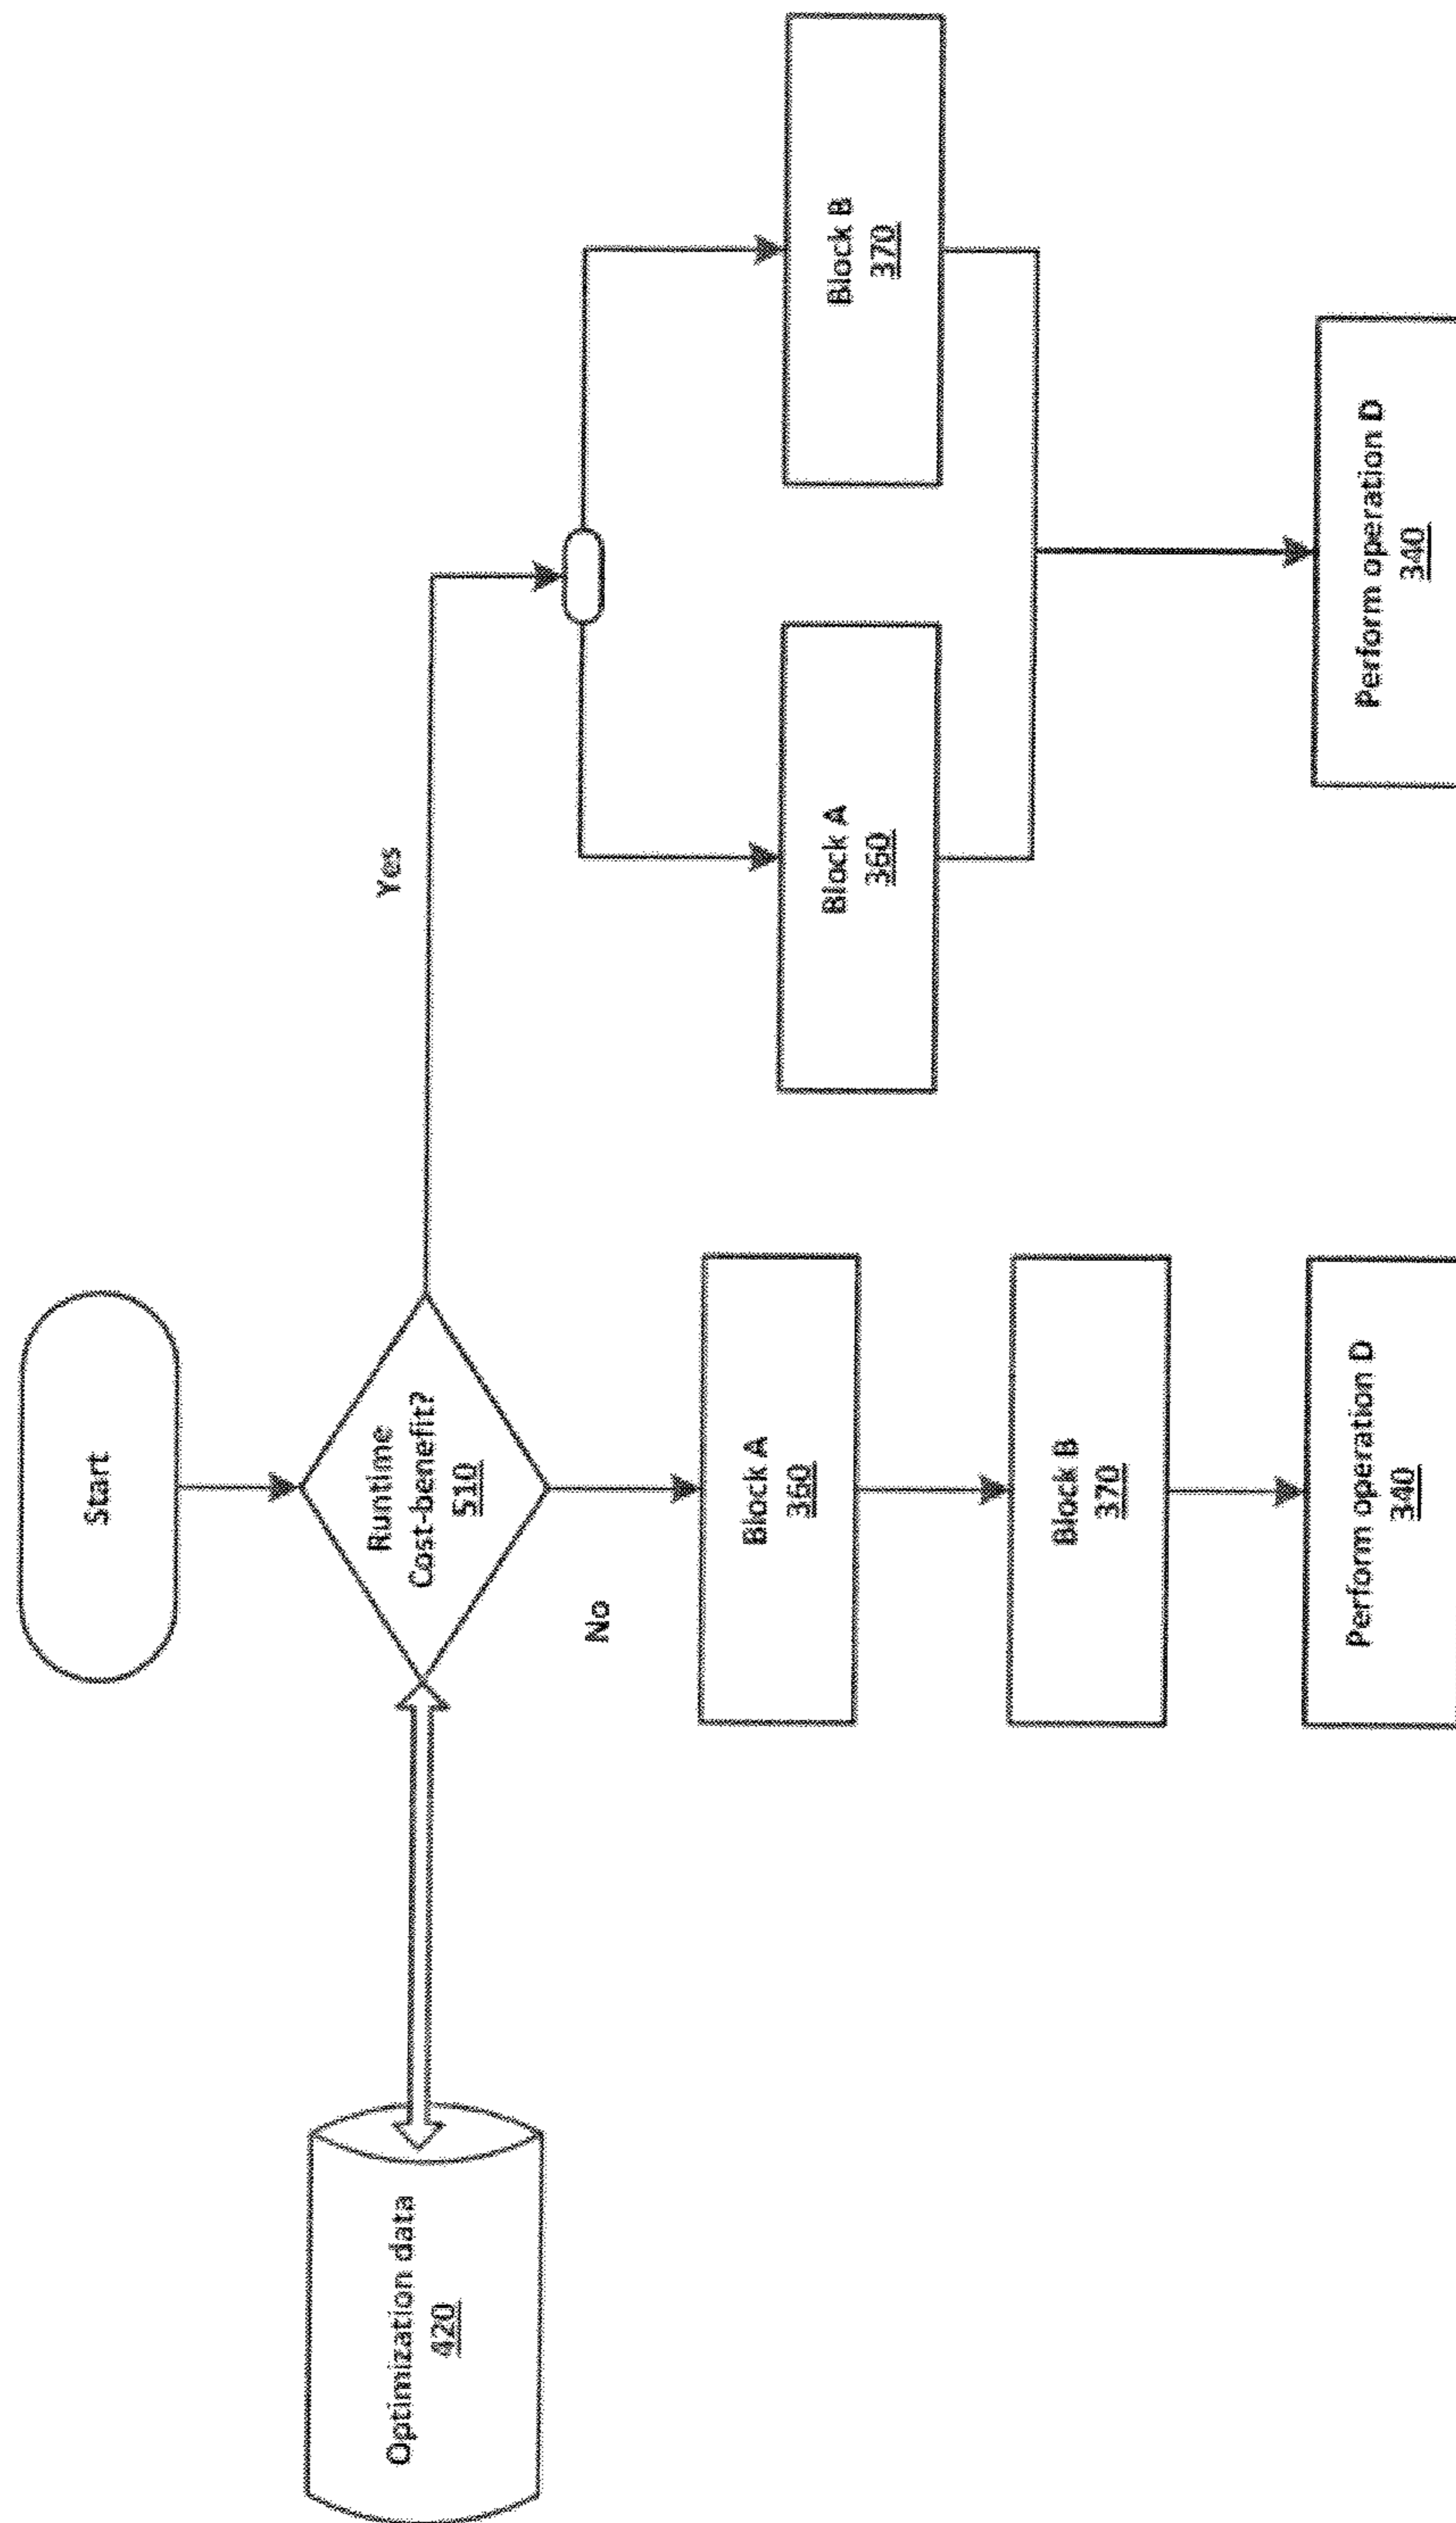 Start
Optimization data
420
Runtime
Cost-benefit?
510
Yes
No
Block A
360
Block B
370
Perform operation D
340
Block A
360
Block B
370
Perform operation D
340